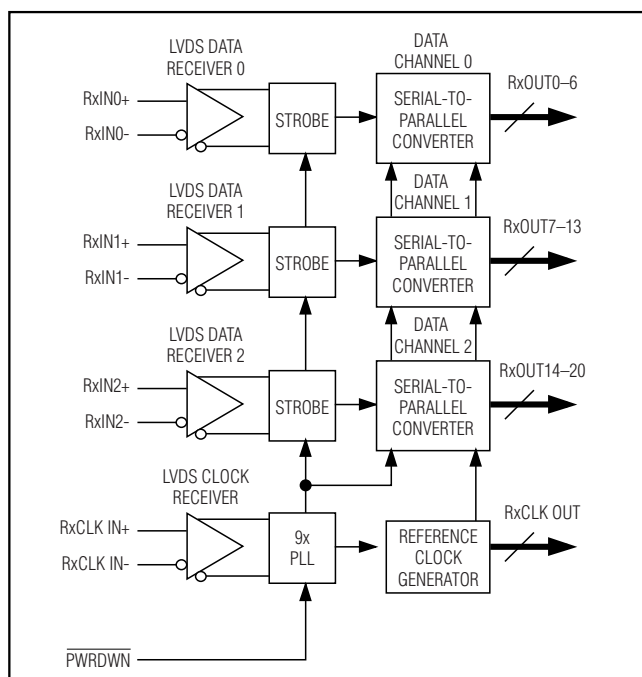 LVDS DATA
RECEIVER 0
DATA
CHANNEL 0
RxIN0+
RxIN0-
STROBE
SERIAL-TO-
PARALLEL
CONVERTER
RxOUT0–6
LVDS DATA
RECEIVER 1
DATA
CHANNEL 1
RxIN1+
RxIN1-
STROBE
SERIAL-TO-
PARALLEL
CONVERTER
RxOUT7–13
LVDS DATA
RECEIVER 2
DATA
CHANNEL 2
RxIN2+
RxIN2-
STROBE
SERIAL-TO-
PARALLEL
CONVERTER
RxOUT14–20
LVDS CLOCK
RECEIVER
RxCLK IN+
RxCLK IN-
9x
PLL
REFERENCE
CLOCK
GENERATOR
RxCLK OUT
PWRDWN